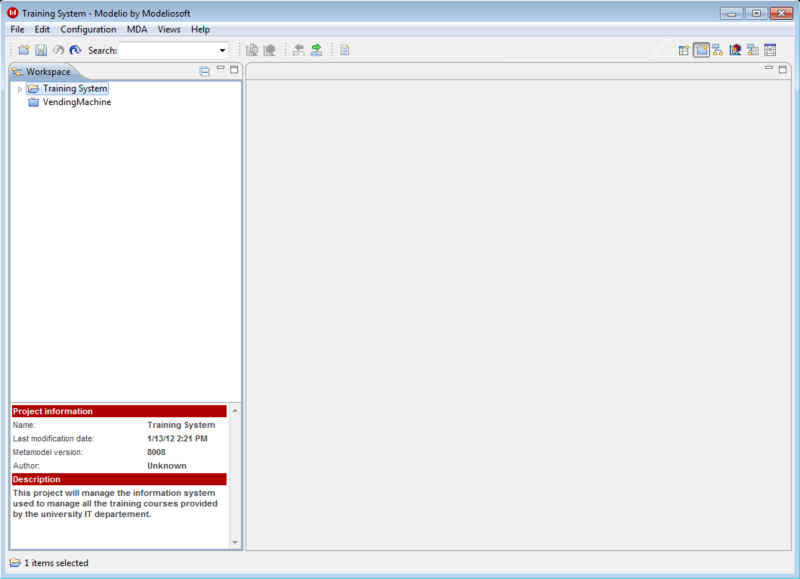 Training System - Modelio by Modeliosoft
File Edit Configuration MDA Views Help
Search:
Workspace
Training System
VendingMachine
Project information
Name: Training System
Last modification date: 1/13/12 2:21 PM
Metamodel version: 8008
Author: Unknown
Description
This project will manage the information system
used to manage all the training courses provided
by the university IT departement.
1 items selected